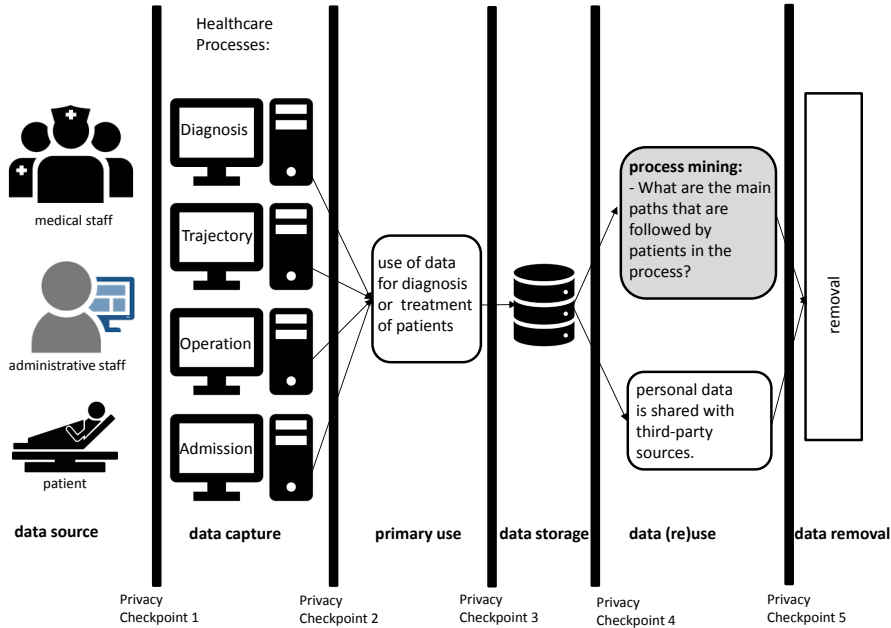 Healthcare
Processes:
medical staff
administrative staff
patient
data source
Diagnosis
Trajectory
Operation
Admission
data capture
use of data
for diagnosis
or treatment
of patients
primary use
data storage
process mining:
- What are the main
paths that are
followed by
patients in the
process?
personal data
is shared with
third-party
sources.
data (re)use
removal
data removal
Privacy
Checkpoint 1
Privacy
Checkpoint 2
Privacy
Checkpoint 3
Privacy
Checkpoint 4
Privacy
Checkpoint 5